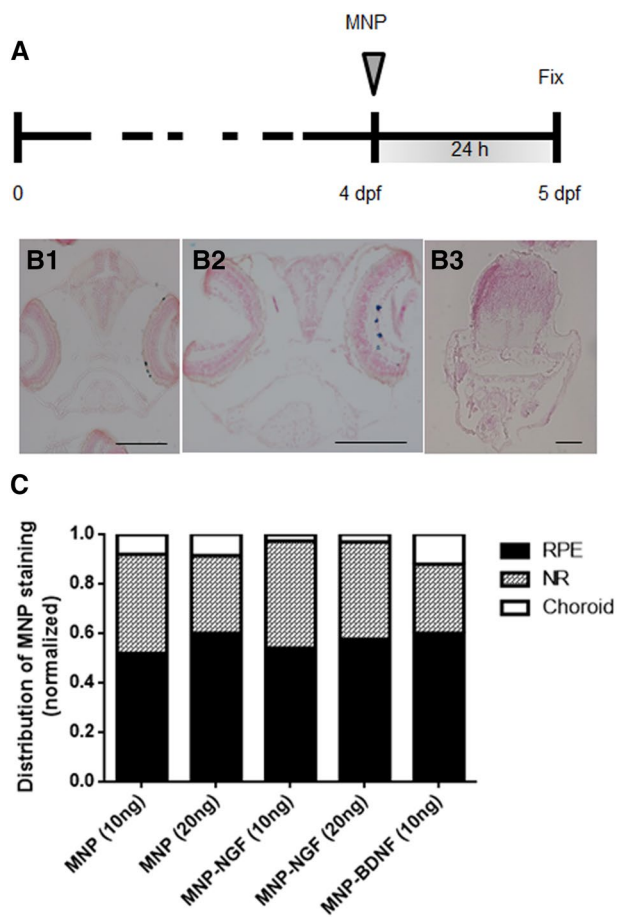 A
MNP
Fix
24 h
0
4 dpf
5 dpf
B1
B2
B3
C
Distribution of MNP staining
(normalized)
1.0
0.8
0.6
0.4
0.2
0.0
MNP (10ng)
MNP (20ng)
MNP-NGF (10ng)
MNP-NGF (20ng)
MNP-BDNF (10ng)
RPE
NR
Choroid